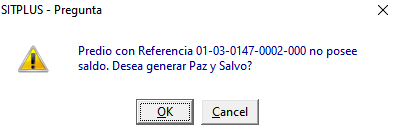 SITPLUS - Pregunta
Predio con Referencia 01-03-0147-0002-000 no posee
saldo. Desea generar Paz y Salvo?
OK
Cancel